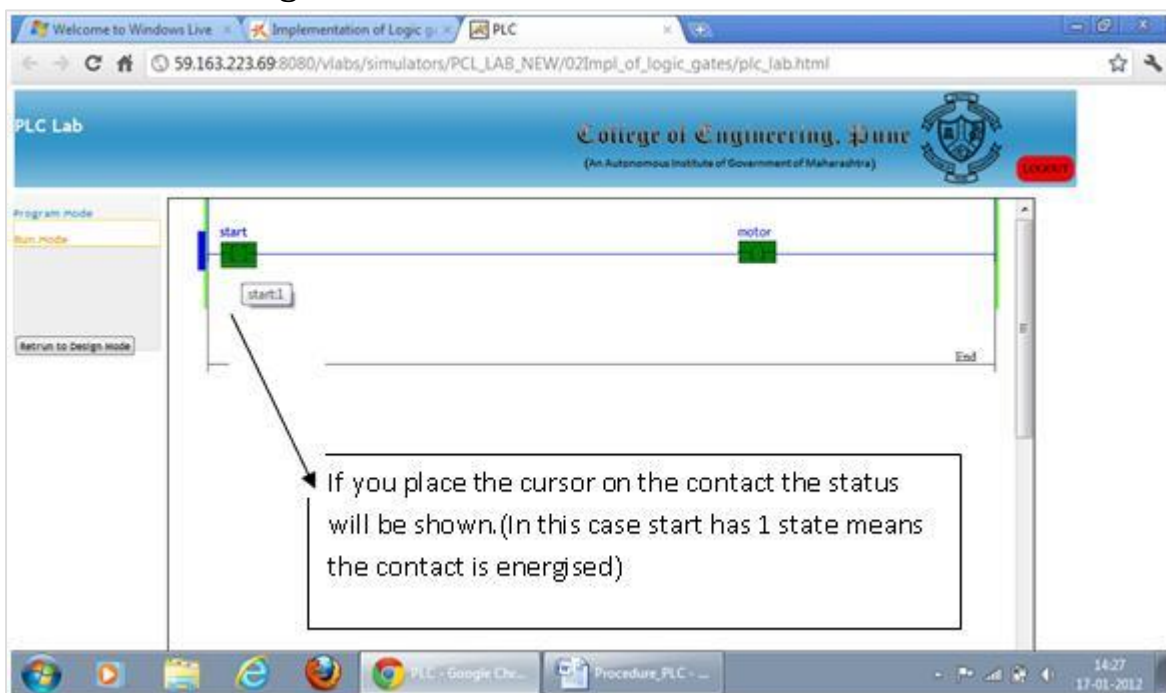 Welcome to Windows Live
Implementation of Logic g
PLC
59.163.223.69:8080/vlabs/simulators/PCL_LAB_NEW/02Impl_of_logic_gates/plc_lab.html
PLC Lab
College of Engineering, Pune
(An Autonomous Institute of Government of Maharashtra)
LOGOUT
Program mode
Run mode
start
motor
start:1
Retrun to Design Mode
End
If you place the cursor on the contact the status
will be shown.(In this case start has 1 state means
the contact is energised)
PLC - Google Chr...
Procedure_PLC - ...
14:27
17-01-2012